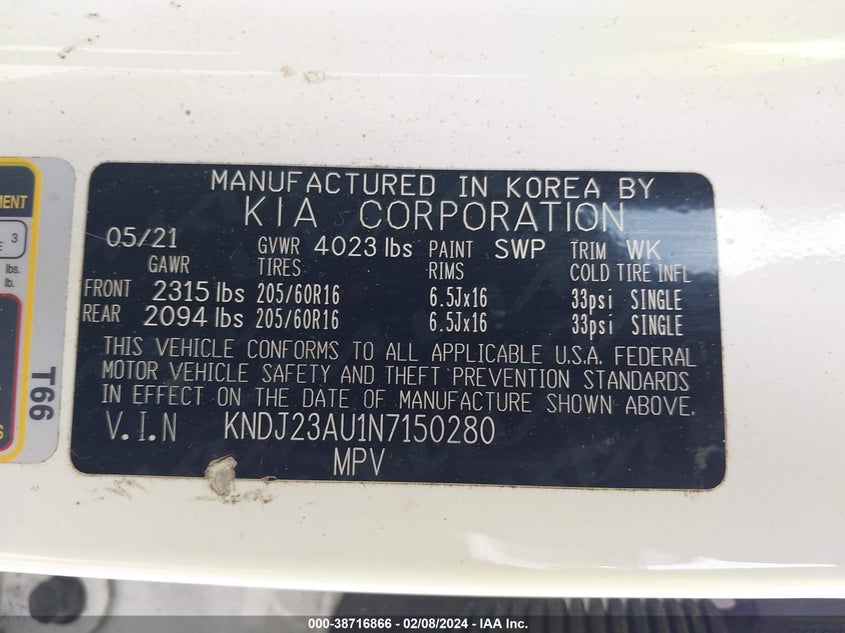 MANUFACTURED IN KOREA BY
KIA CORPORATION
05/21 GVWR 4023 lbs PAINT SWP TRIM WK
GAWR TIRES RIMS COLD TIRE INFL
FRONT 2315 lbs 205/60R16 6.5Jx16 33psi SINGLE
REAR 2094 lbs 205/60R16 6.5Jx16 33psi SINGLE
THIS VEHICLE CONFORMS TO ALL APPLICABLE U.S.A. FEDERAL
MOTOR VEHICLE SAFETY AND THEFT PREVENTION STANDARDS
IN EFFECT ON THE DATE OF MANUFACTURE SHOWN ABOVE.
V.I.N KNDJ23AU1N7150280
MPV
3
lbs.
lb.
T66
000-38716866 - 02/08/2024 - IAA Inc.